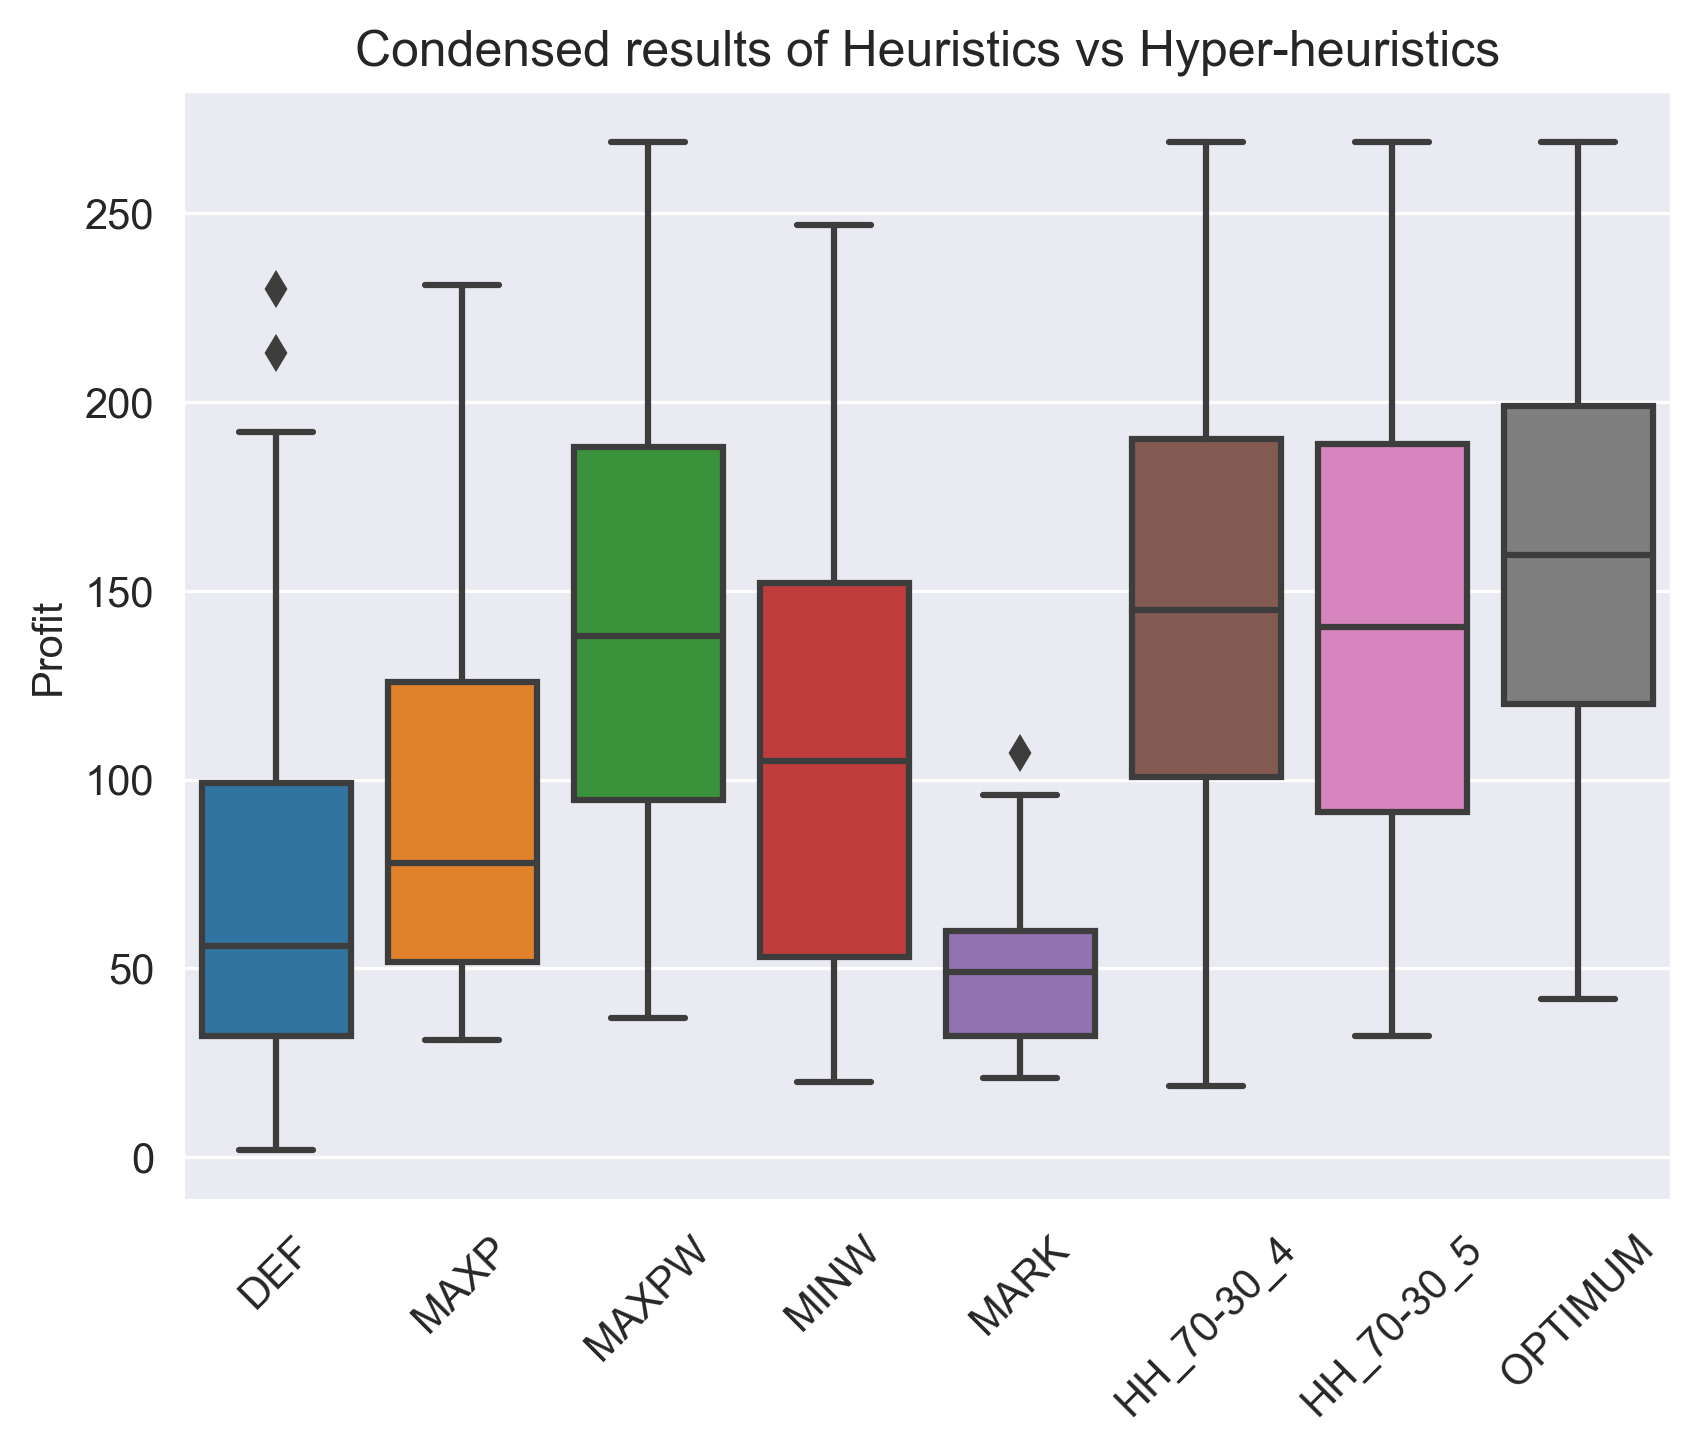 Condensed results of Heuristics vs Hyper-heuristics
Profit
250
200
150
100
50
0
DEF
MAXP
MAXPW
MINW
MARK
HH_70-30_4
HH_70-30_5
OPTIMUM